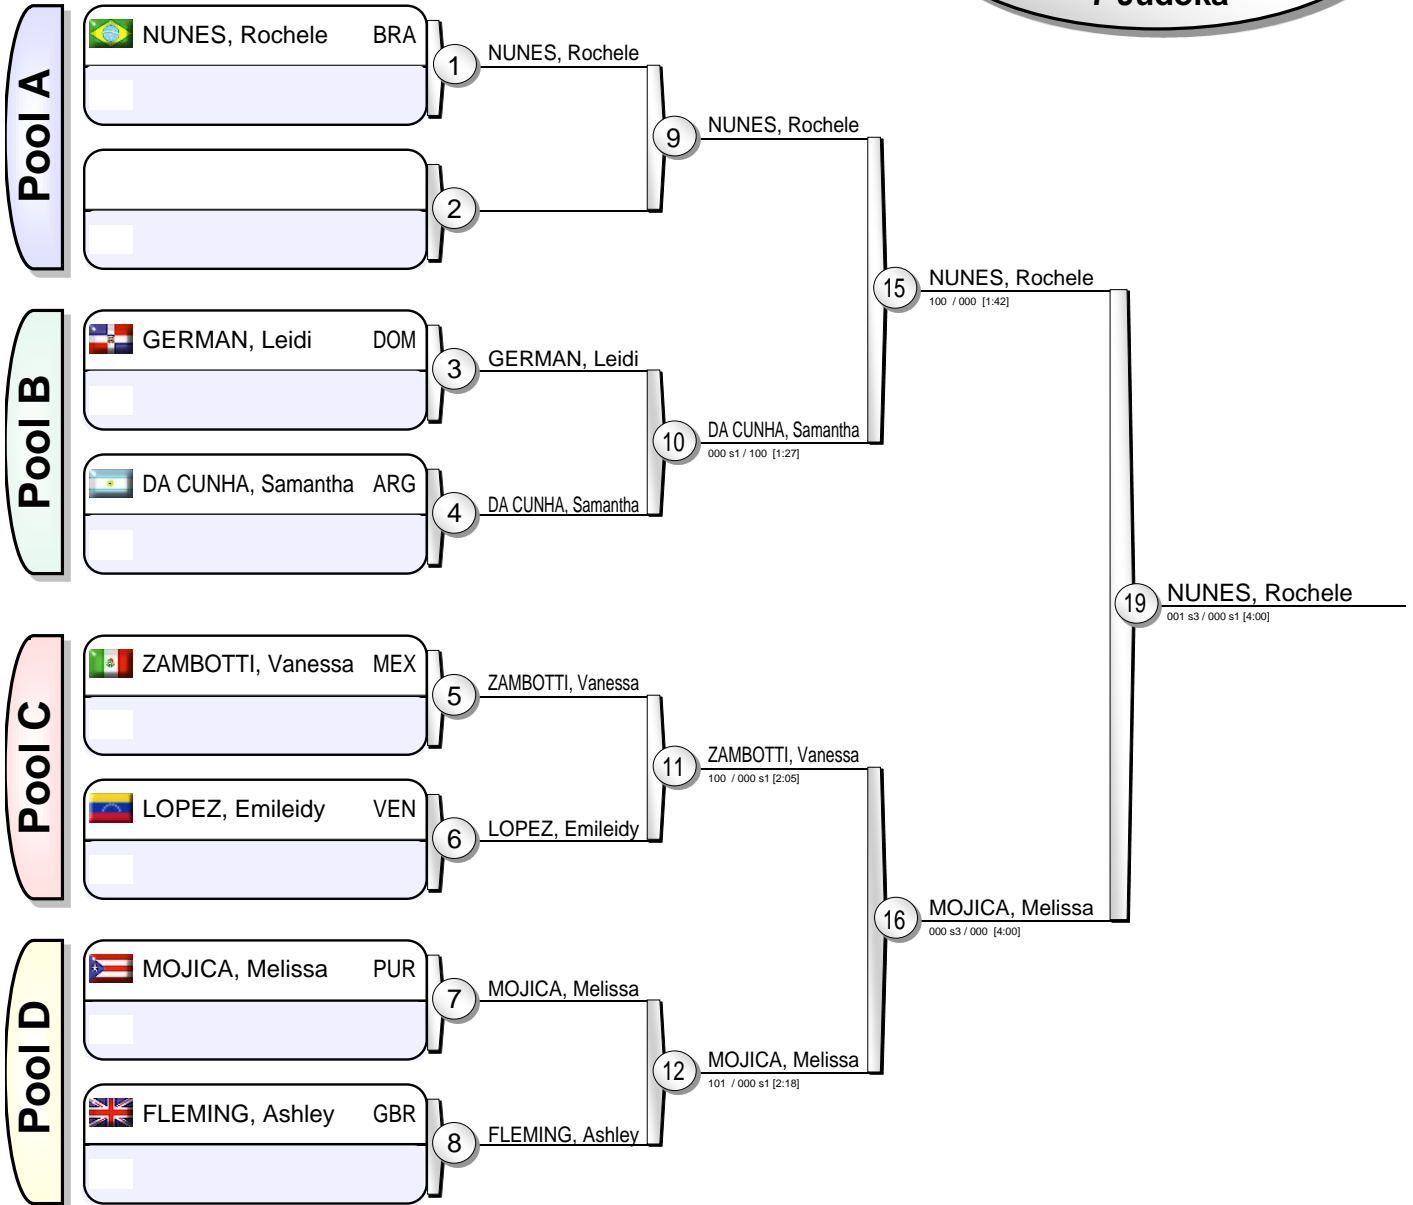 7 Judoka
Pool A
NUNES, Rochele BRA
1
NUNES, Rochele
2
9
NUNES, Rochele
Pool B
GERMAN, Leidi DOM
3
GERMAN, Leidi
DA CUNHA, Samantha ARG
4
DA CUNHA, Samantha
10
DA CUNHA, Samantha
000 s1 / 100 [1:27]
15
NUNES, Rochele
100 / 000 [1:42]
Pool C
ZAMBOTTI, Vanessa MEX
5
ZAMBOTTI, Vanessa
LOPEZ, Emileidy VEN
6
LOPEZ, Emileidy
11
ZAMBOTTI, Vanessa
100 / 000 s1 [2:05]
Pool D
MOJICA, Melissa PUR
7
MOJICA, Melissa
FLEMING, Ashley GBR
8
FLEMING, Ashley
12
MOJICA, Melissa
101 / 000 s1 [2:18]
16
MOJICA, Melissa
000 s3 / 000 [4:00]
19
NUNES, Rochele
001 s3 / 000 s1 [4:00]